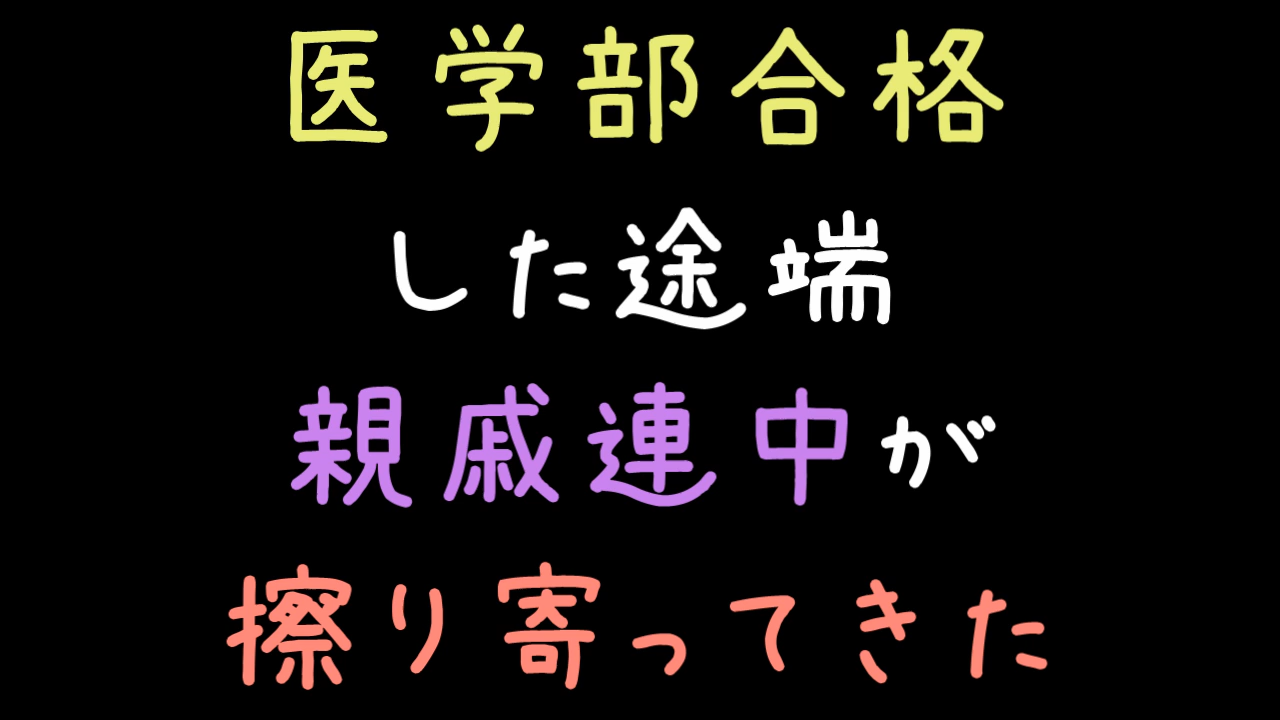 医学部合格
した途端
親戚連中が
擦り寄ってきた